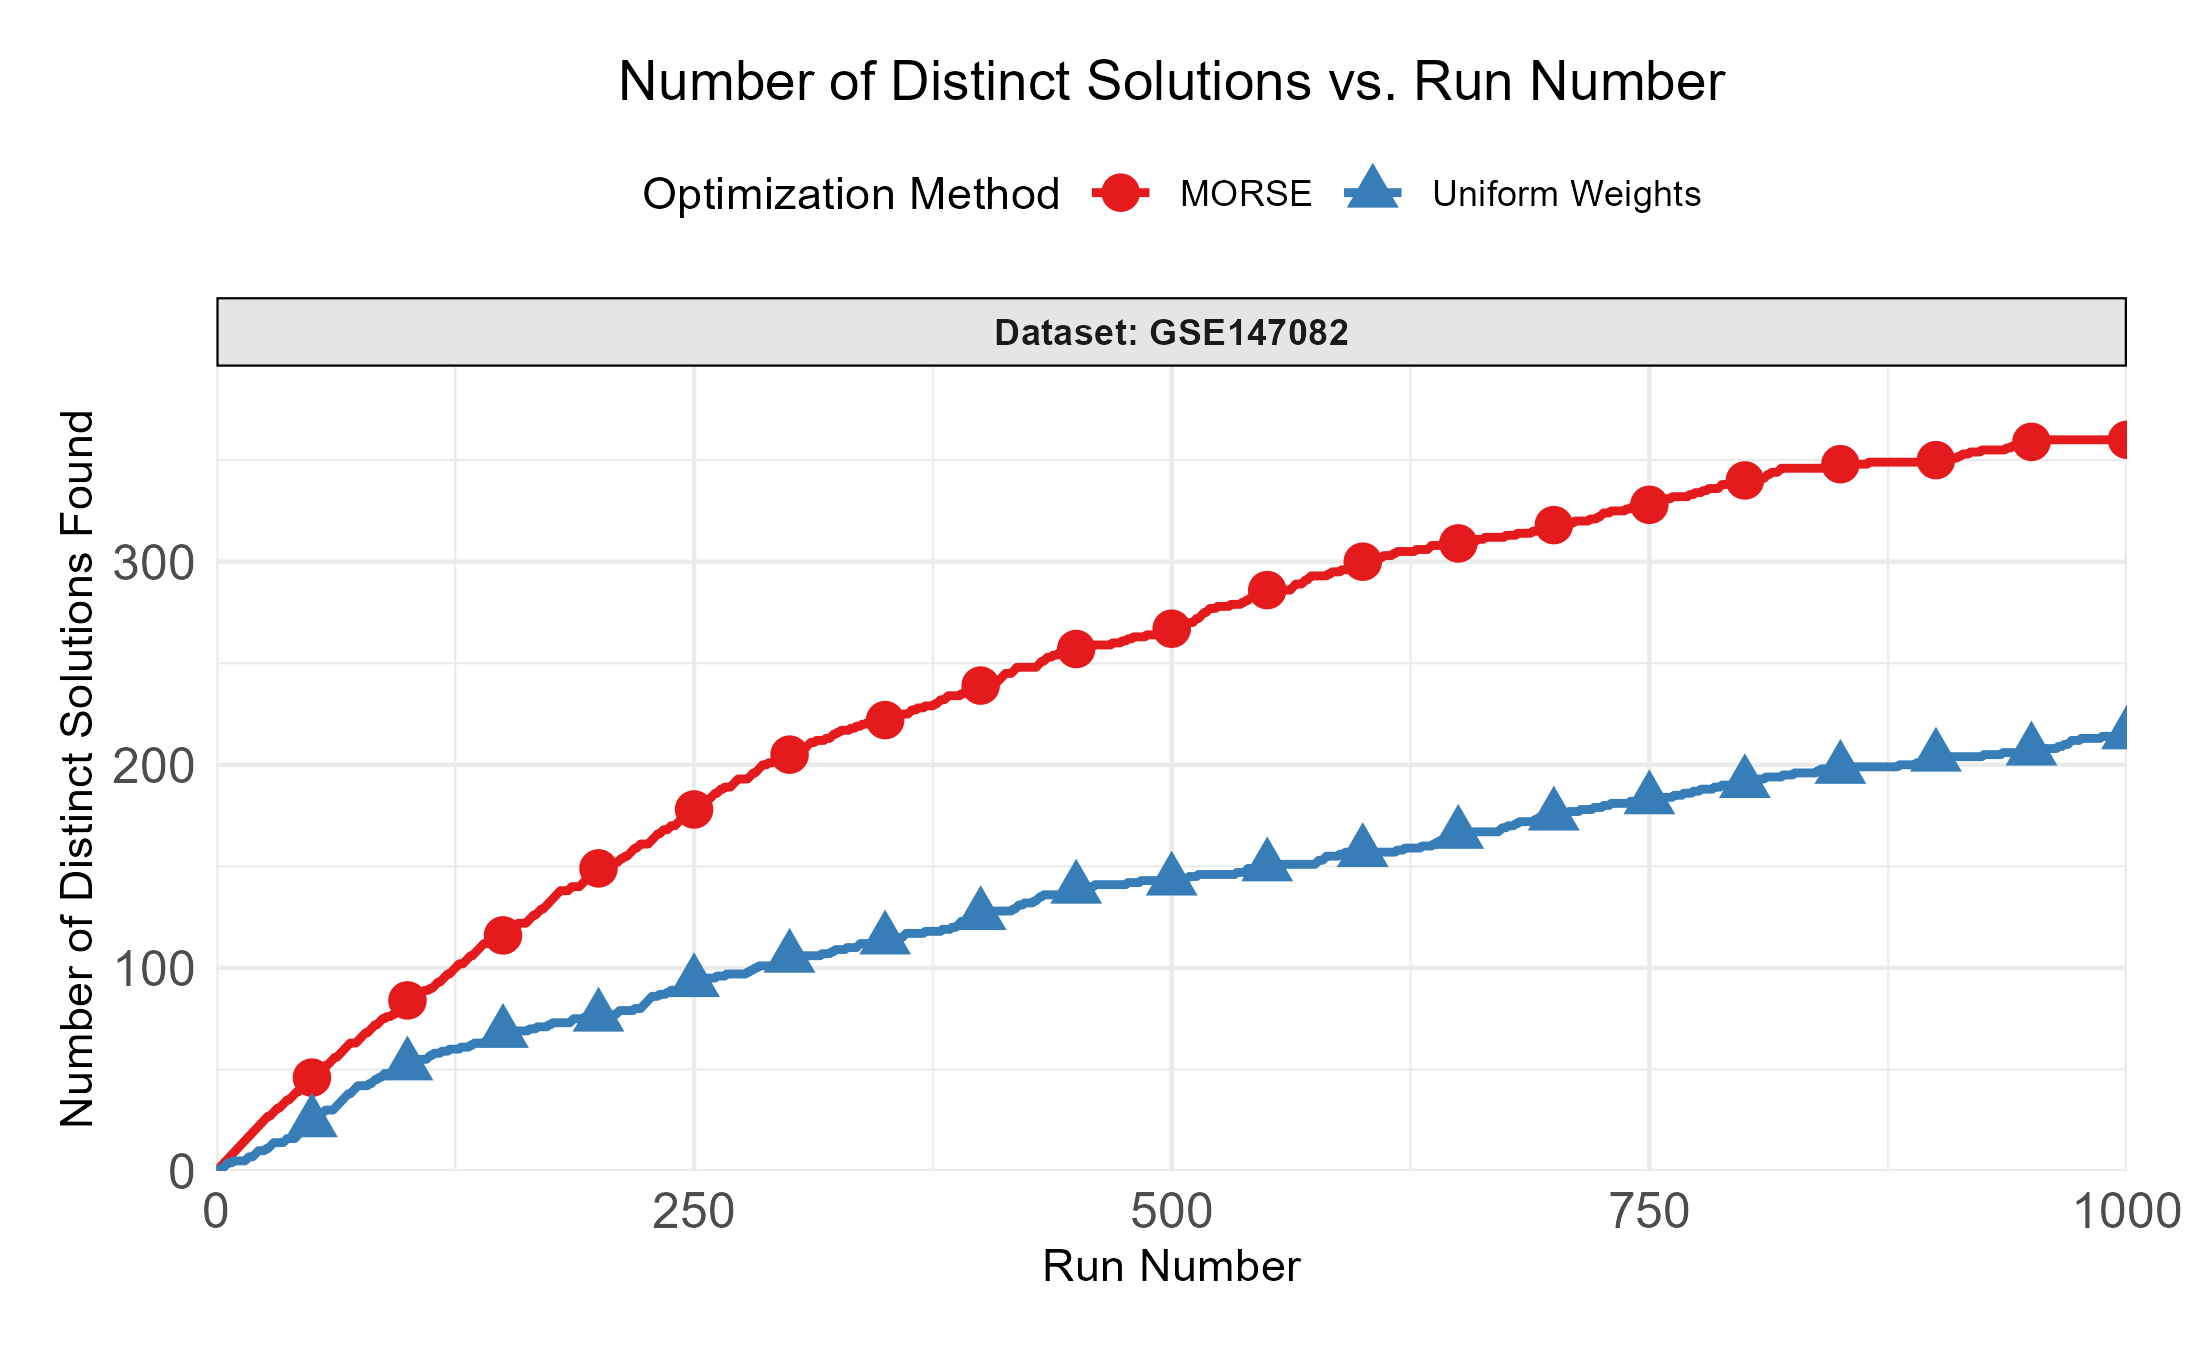 Number of Distinct Solutions vs. Run Number
Optimization Method MORSE Uniform Weights
Dataset: GSE147082
Number of Distinct Solutions Found
300
200
100
0
0 250 500 750 1000
Run Number